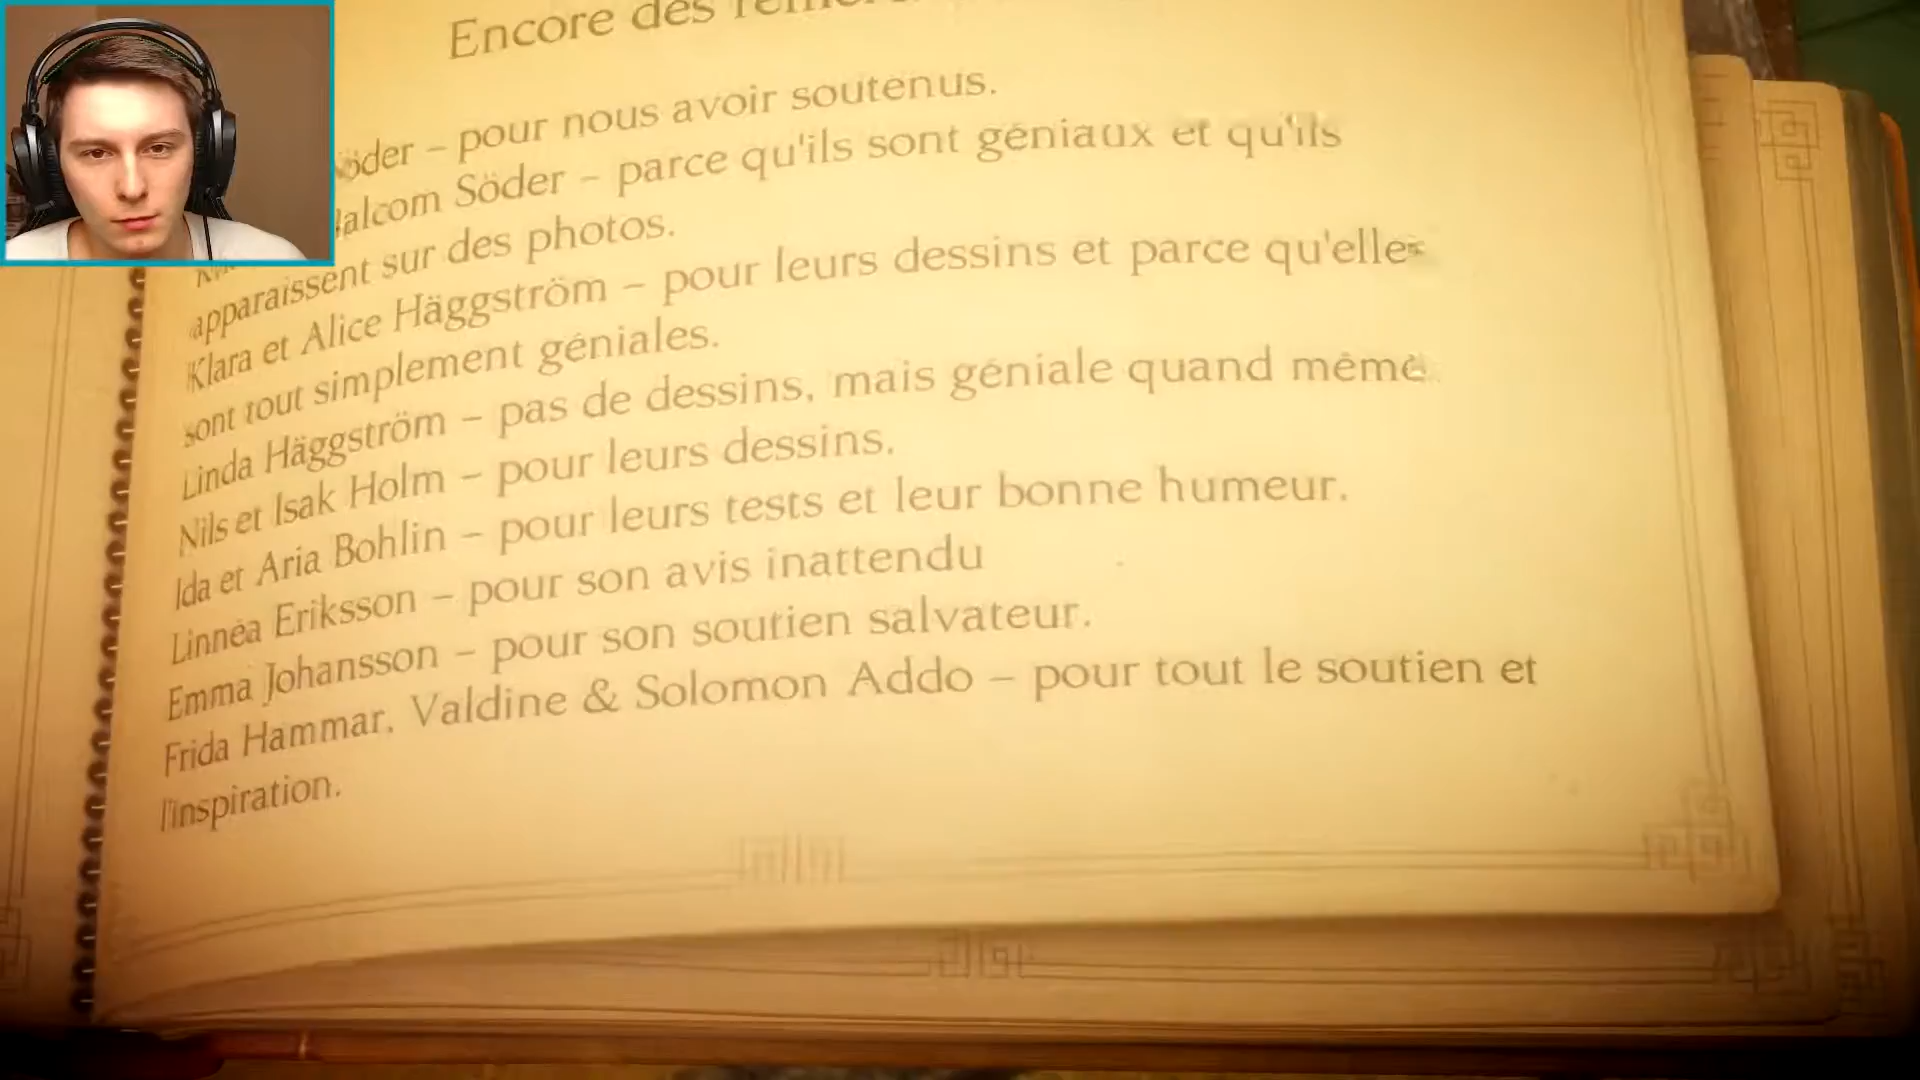 Encore des
– pour nous avoir soutenus.
Söder – parce qu'ils sont géniaux et qu'ils
apparaissent sur des photos.
Klara et Alice Häggström – pour leurs dessins et parce qu'elles
sont tout simplement géniales.
Linda Häggström – pas de dessins, mais géniale quand même.
Nils et Isak Holm – pour leurs dessins.
Ida et Aria Bohlin – pour leurs tests et leur bonne humeur.
Linnéa Eriksson – pour son avis inattendu
Emma Johansson – pour son soutien salvateur.
Frida Hammar, Valdine & Solomon Addo – pour tout le soutien et
l'inspiration.